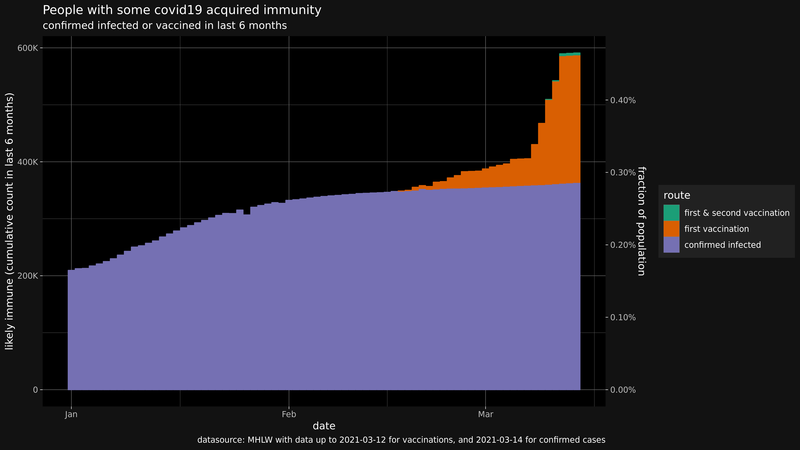 People with some covid19 acquired immunity
confirmed infected or vaccined in last 6 months
likely immune (cumulative count in last 6 months)
600K
400K
200K
0
Jan
Feb
Mar
date
0.40%
0.30%
0.20%
0.10%
0.00%
fraction of population
route
first & second vaccination
first vaccination
confirmed infected
datasource: MHLW with data up to 2021-03-12 for vaccinations, and 2021-03-14 for confirmed cases